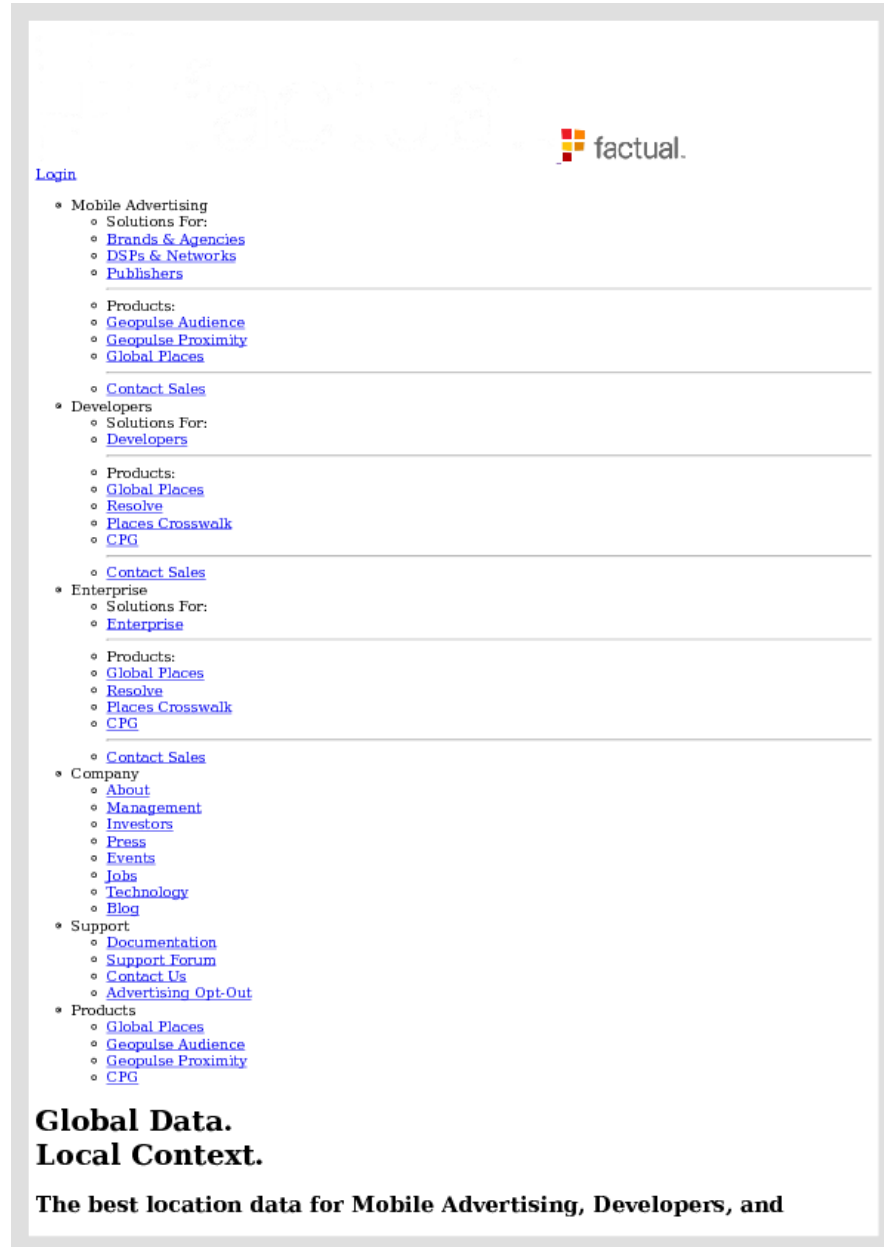 factual.
Login
Mobile Advertising
Solutions For:
Brands & Agencies
DSPs & Networks
Publishers
Products:
Geopulse Audience
Geopulse Proximity
Global Places
Contact Sales
Developers
Solutions For:
Developers
Products:
Global Places
Resolve
Places Crosswalk
CPG
Contact Sales
Enterprise
Solutions For:
Enterprise
Products:
Global Places
Resolve
Places Crosswalk
CPG
Contact Sales
Company
About
Management
Investors
Press
Events
Jobs
Technology
Blog
Support
Documentation
Support Forum
Contact Us
Advertising Opt-Out
Products
Global Places
Geopulse Audience
Geopulse Proximity
CPG
Global Data.
Local Context.
The best location data for Mobile Advertising, Developers, and